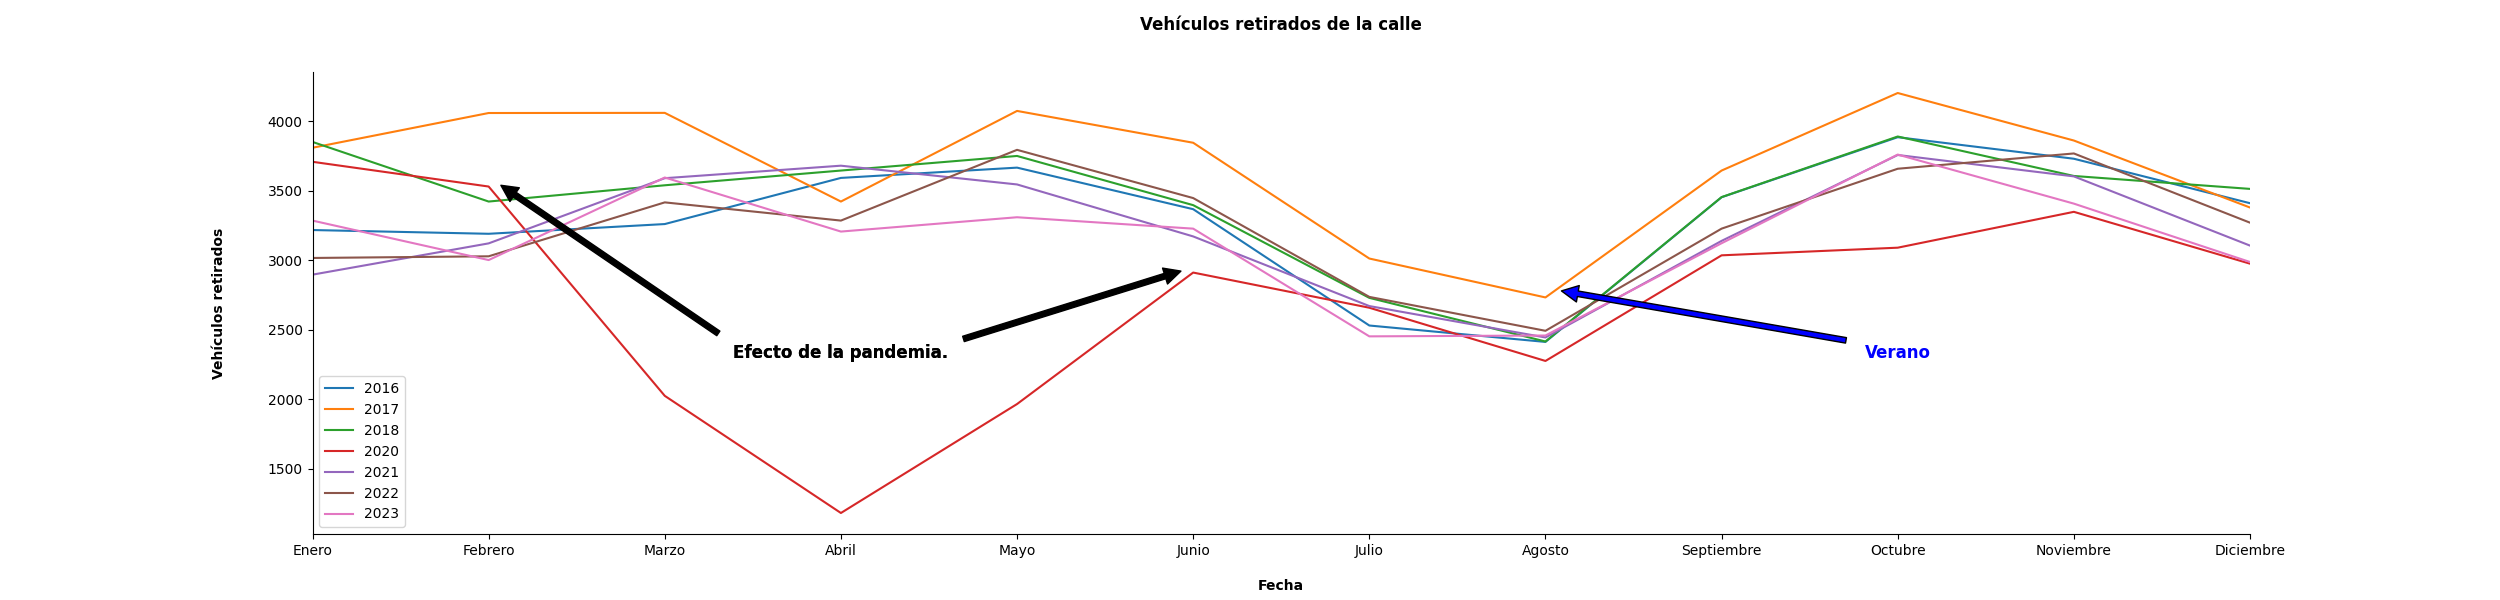 Vehículos retirados de la calle
Vehículos retirados
4000
3500
3000
2500
2000
1500
Efecto de la pandemia.
Verano
2016
2017
2018
2020
2021
2022
2023
Enero Febrero Marzo Abril Mayo Junio Julio Agosto Septiembre Octubre Noviembre Diciembre
Fecha